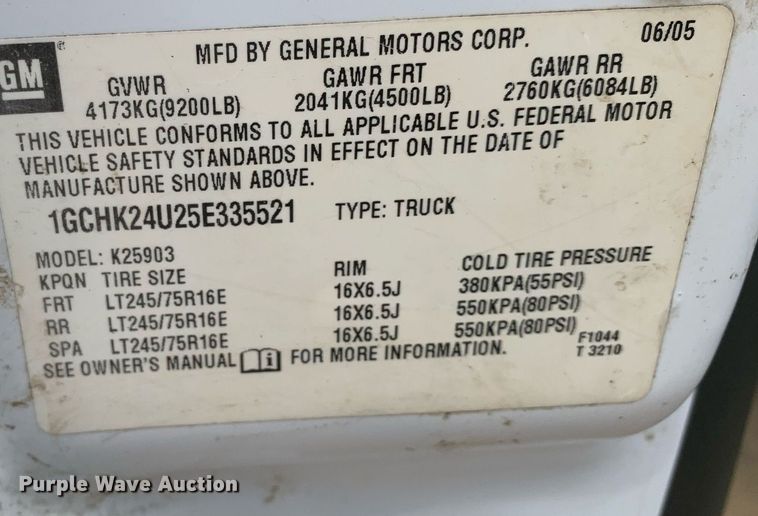 GM®
MFD BY GENERAL MOTORS CORP. 06/05
GVWR GAWR FRT GAWR RR
4173KG(9200LB) 2041KG(4500LB) 2760KG(6084LB)
THIS VEHICLE CONFORMS TO ALL APPLICABLE U.S. FEDERAL MOTOR
VEHICLE SAFETY STANDARDS IN EFFECT ON THE DATE OF
MANUFACTURE SHOWN ABOVE.
1GCHK24U25E335521 TYPE: TRUCK
MODEL: K25903
KPQN TIRE SIZE RIM COLD TIRE PRESSURE
FRT LT245/75R16E 16X6.5J 380KPA(55PSI)
RR LT245/75R16E 16X6.5J 550KPA(80PSI)
SPA LT245/75R16E 16X6.5J 550KPA(80PSI)
SEE OWNER'S MANUAL i FOR MORE INFORMATION.
F1044
T 3210
Purple Wave Auction